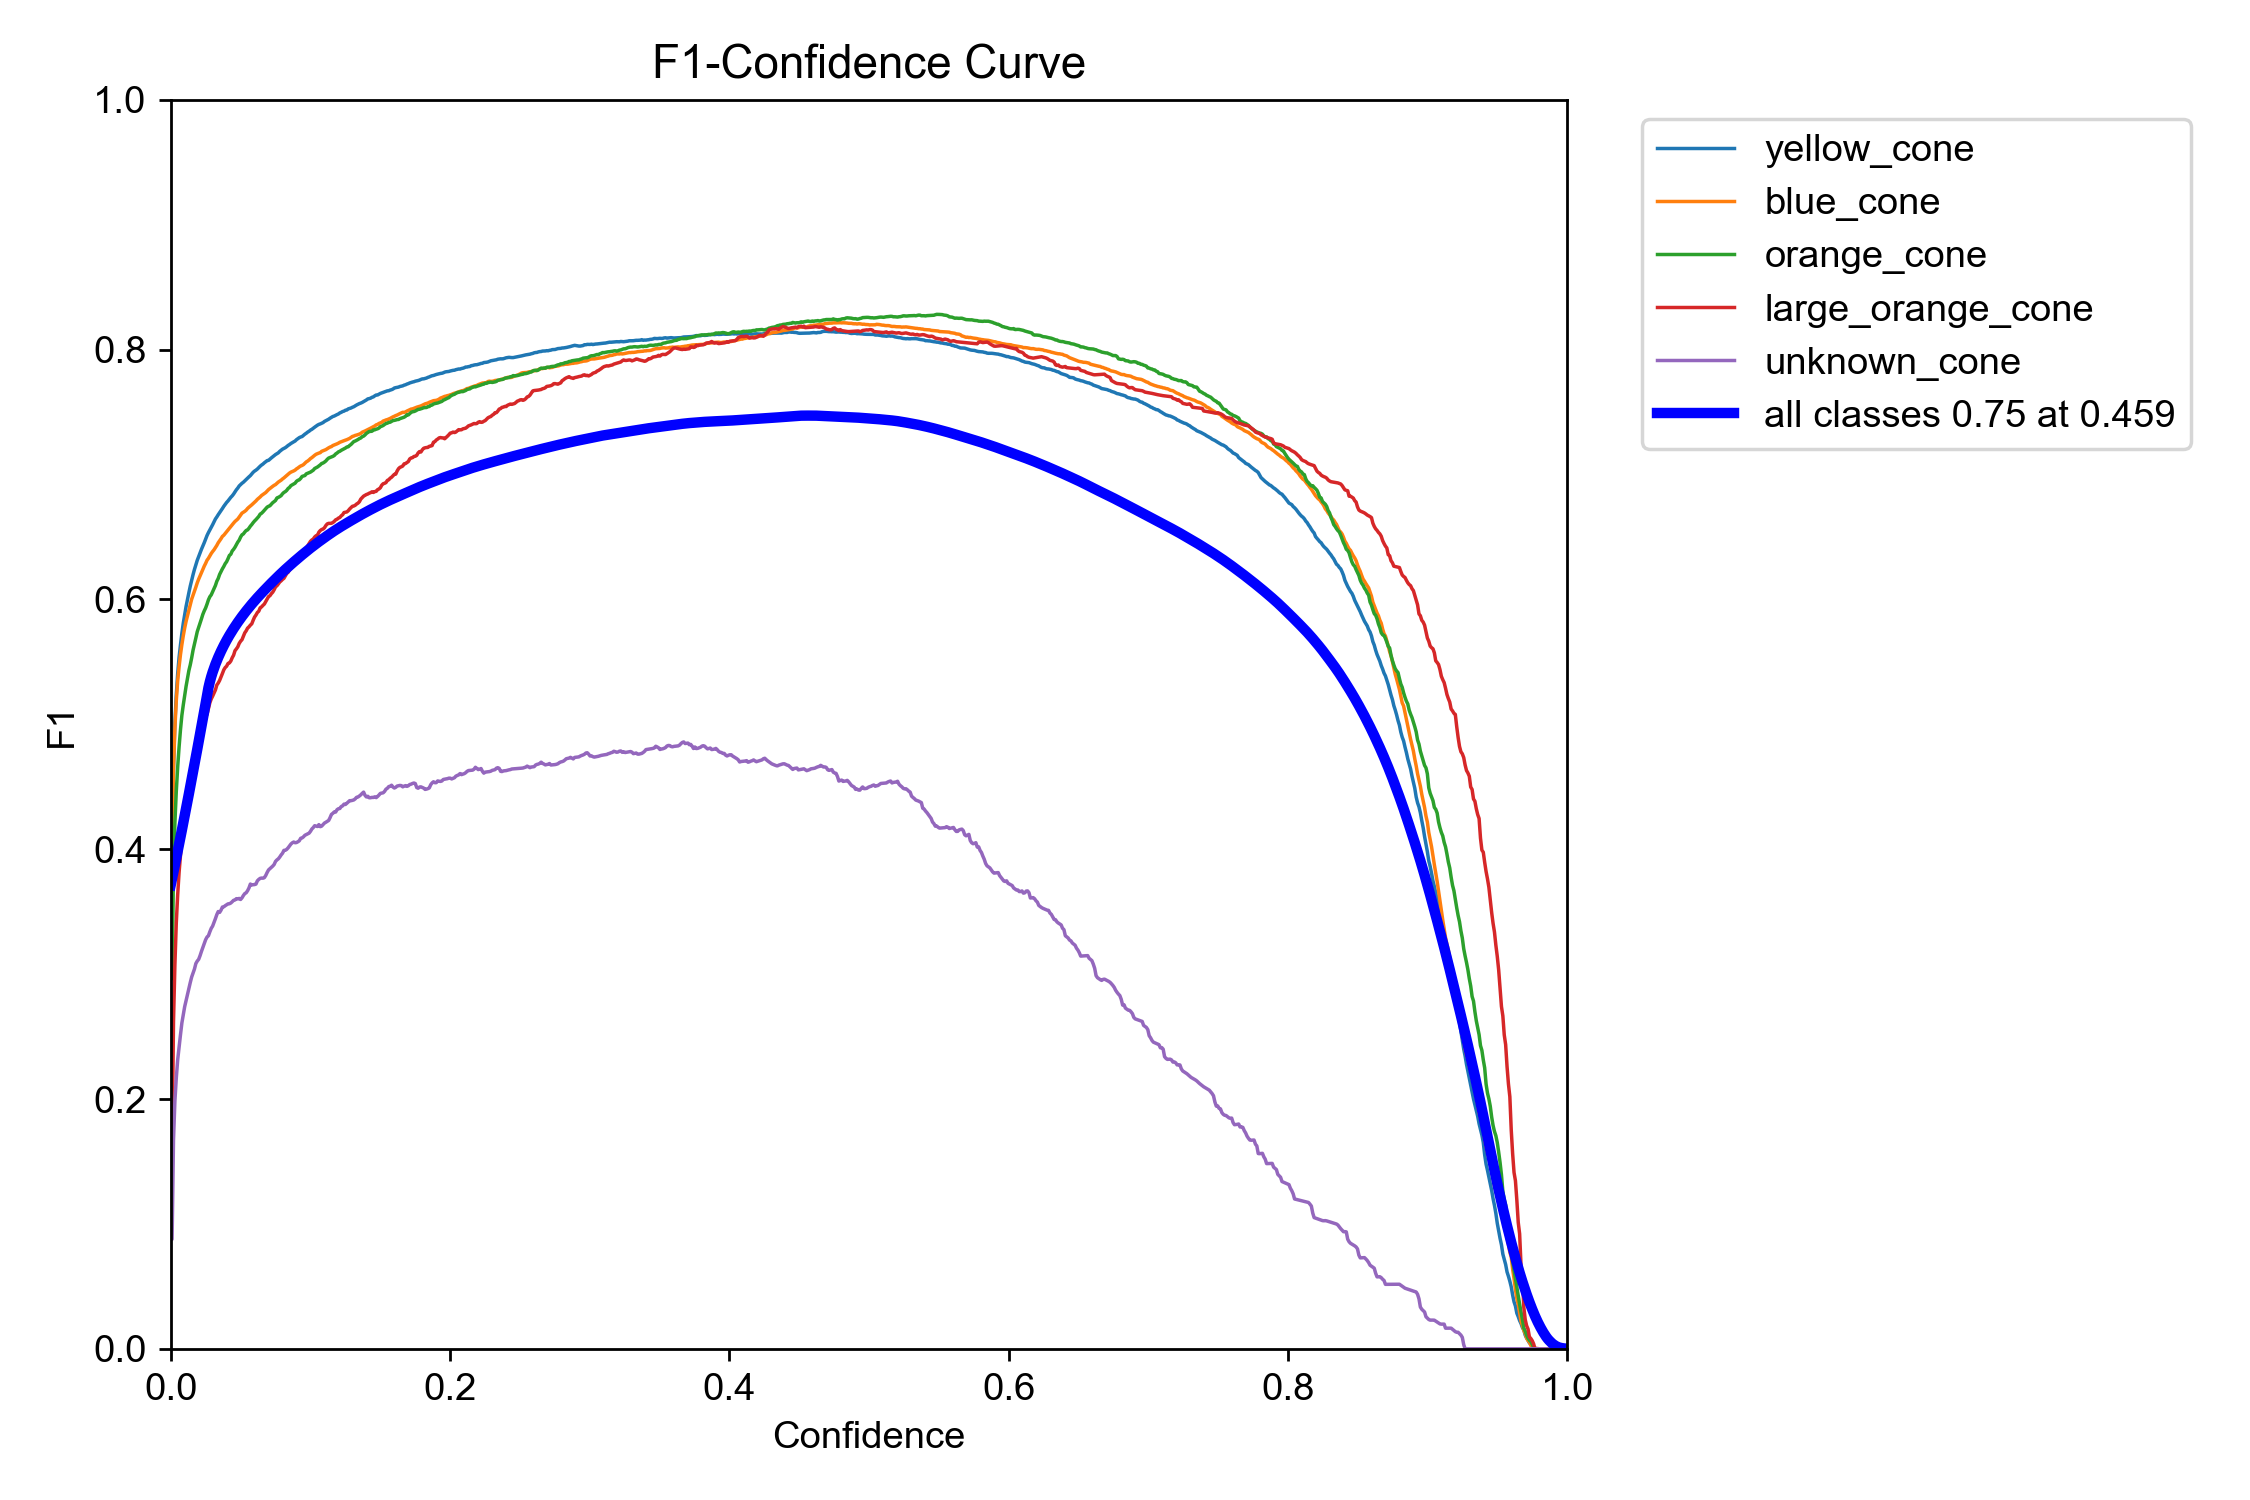 F1-Confidence Curve
1.0
0.8
0.6
0.4
0.2
0.0
F1
0.0 0.2 0.4 0.6 0.8 1.0
Confidence
yellow_cone
blue_cone
orange_cone
large_orange_cone
unknown_cone
all classes 0.75 at 0.459